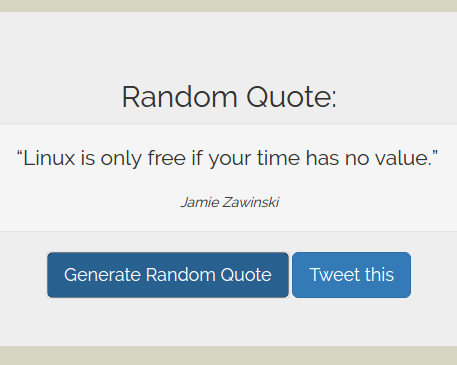 Random Quote:
“Linux is only free if your time has no value.”
Jamie Zawinski
Generate Random Quote
Tweet this